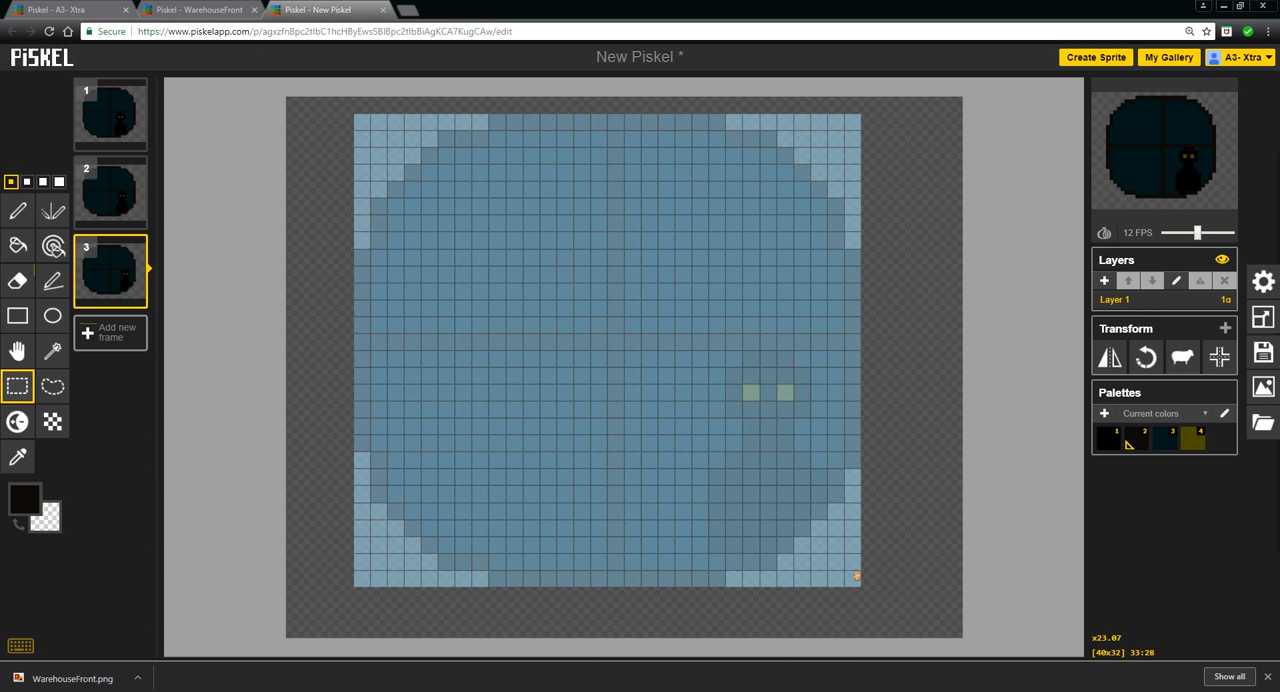 Piskel - A3- Xtra
Piskel - WarehouseFront
Piskel - New Piskel
Secure
https://www.piskelapp.com/p/agxzfnBpc2tlbC1hcHByEwsSBlBpc2tlbBiAgKCA7KugCAw/edit
PiSKEL
New Piskel *
Create Sprite
My Gallery
A3- Xtra
1
2
3
Add new
frame
12 FPS
Layers
Layer 1
1α
Transform
Palettes
Current colors
1
2
3
4
x23.07
[40x32] 33:28
WarehouseFront.png
Show all